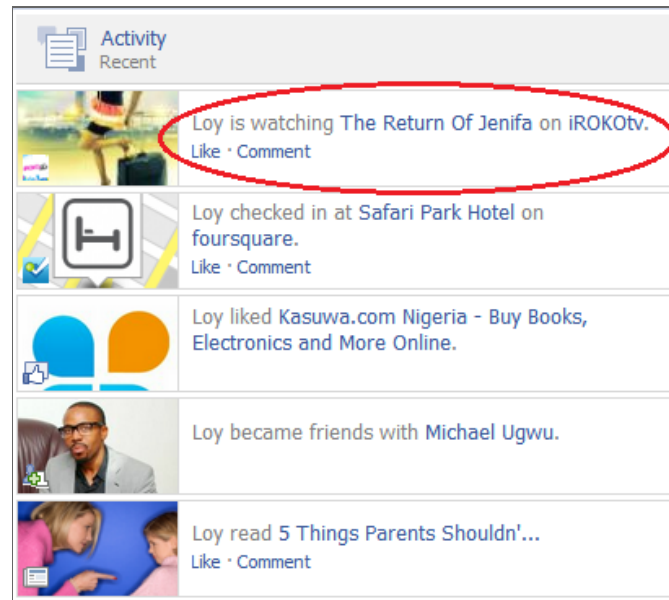 Activity
Recent
Loy is watching The Return Of Jenifa on iROKOtv.
Like · Comment
Loy checked in at Safari Park Hotel on
foursquare.
Like · Comment
Loy liked Kasuwa.com Nigeria - Buy Books,
Electronics and More Online.
+1
Loy became friends with Michael Ugwu.
Loy read 5 Things Parents Shouldn'...
Like · Comment